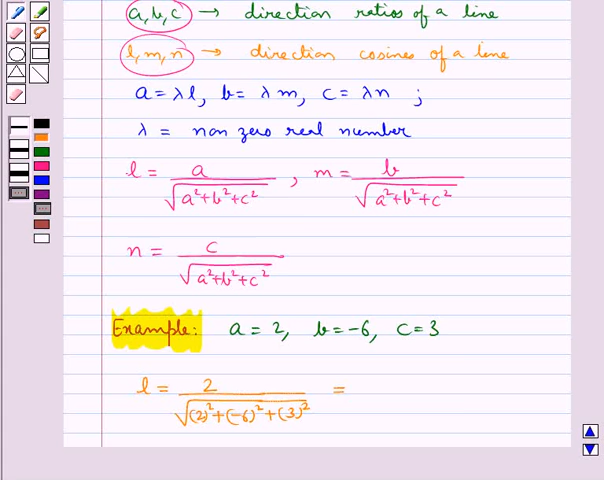 a, b, c → direction ratios of a line
l, m, n → direction cosines of a line
a = λl, b = λm, c = λn ;
λ = non zero real number
l = a / √(a²+b²+c²) , m = b / √(a²+b²+c²)
n = c / √(a²+b²+c²)
Example: a = 2, b = -6, c = 3
l = 2 / √((2)²+(-6)²+(3)²) =